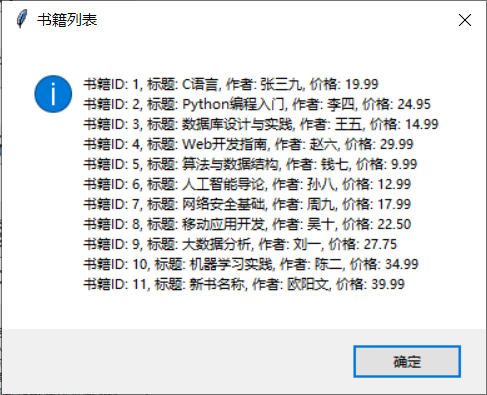 书籍列表
书籍ID: 1, 标题: C语言, 作者: 张三九, 价格: 19.99
书籍ID: 2, 标题: Python编程入门, 作者: 李四, 价格: 24.95
书籍ID: 3, 标题: 数据库设计与实践, 作者: 王五, 价格: 14.99
书籍ID: 4, 标题: Web开发指南, 作者: 赵六, 价格: 29.99
书籍ID: 5, 标题: 算法与数据结构, 作者: 钱七, 价格: 9.99
书籍ID: 6, 标题: 人工智能导论, 作者: 孙八, 价格: 12.99
书籍ID: 7, 标题: 网络安全基础, 作者: 周九, 价格: 17.99
书籍ID: 8, 标题: 移动应用开发, 作者: 吴十, 价格: 22.50
书籍ID: 9, 标题: 大数据分析, 作者: 刘一, 价格: 27.75
书籍ID: 10, 标题: 机器学习实践, 作者: 陈二, 价格: 34.99
书籍ID: 11, 标题: 新书名称, 作者: 欧阳文, 价格: 39.99
确定